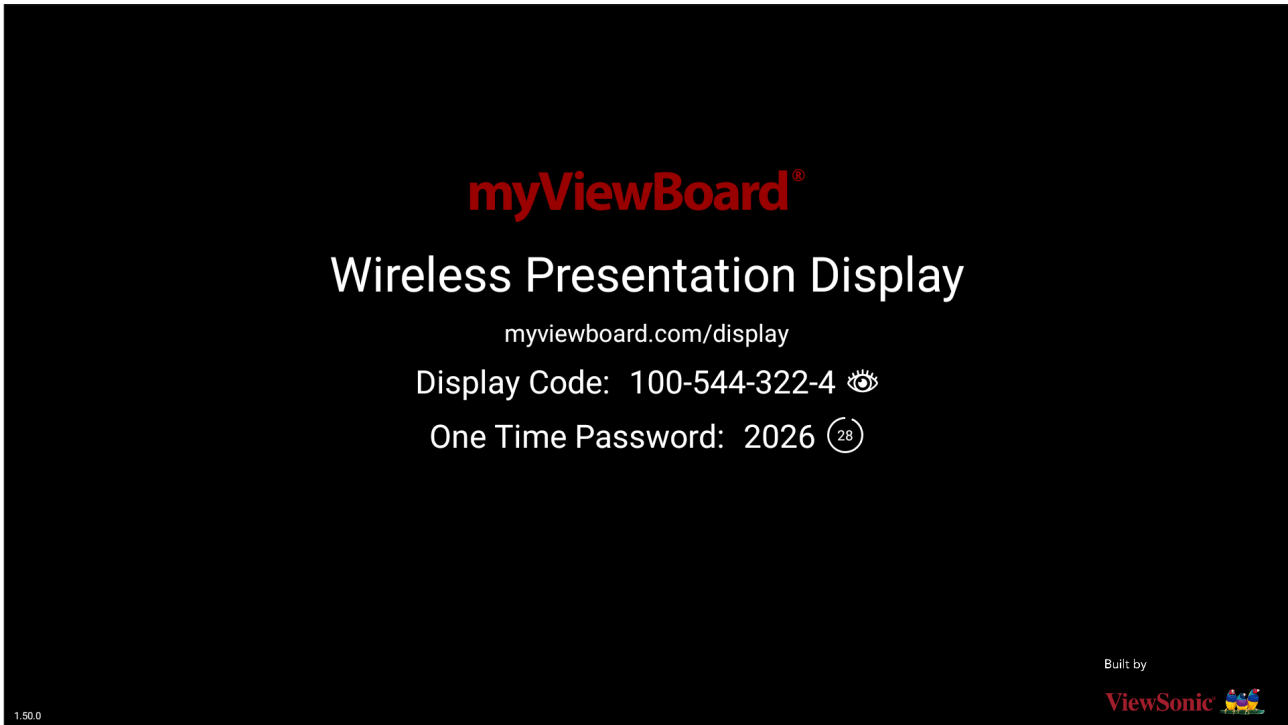 myViewBoard®
Wireless Presentation Display
myviewboard.com/display
Display Code: 100-544-322-4
One Time Password: 2026 28
Built by
ViewSonic®
1.50.0